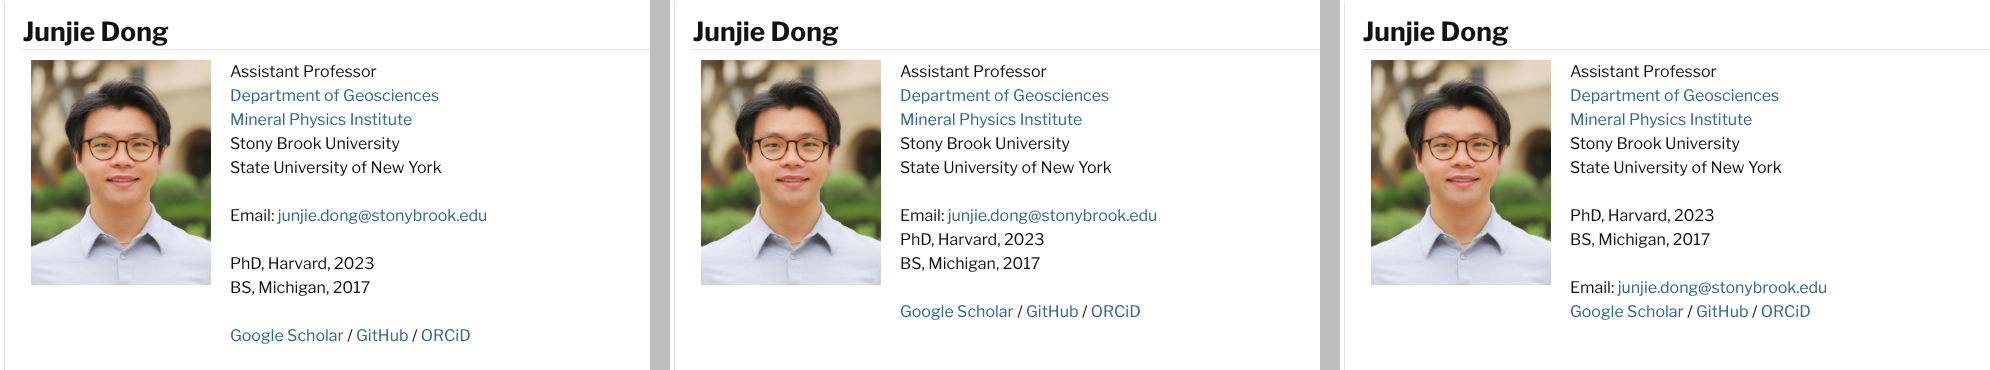 Junjie Dong
Assistant Professor
Department of Geosciences
Mineral Physics Institute
Stony Brook University
State University of New York
Email: junjie.dong@stonybrook.edu
PhD, Harvard, 2023
BS, Michigan, 2017
Google Scholar / GitHub / ORCiD
Junjie Dong
Assistant Professor
Department of Geosciences
Mineral Physics Institute
Stony Brook University
State University of New York
Email: junjie.dong@stonybrook.edu
PhD, Harvard, 2023
BS, Michigan, 2017
Google Scholar / GitHub / ORCiD
Junjie Dong
Assistant Professor
Department of Geosciences
Mineral Physics Institute
Stony Brook University
State University of New York
PhD, Harvard, 2023
BS, Michigan, 2017
Email: junjie.dong@stonybrook.edu
Google Scholar / GitHub / ORCiD